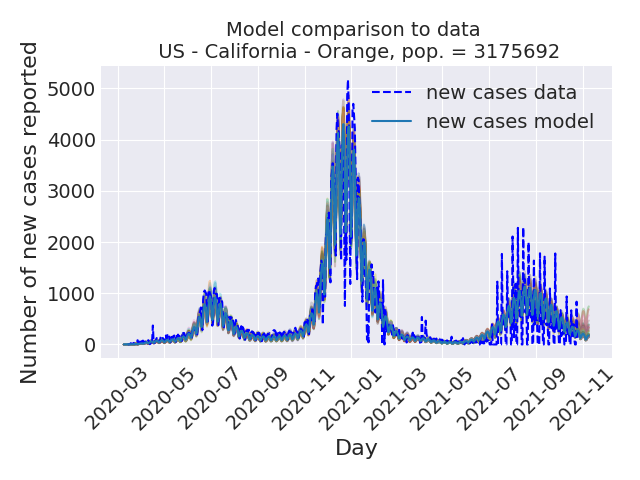 Model comparison to data
US - California - Orange, pop. = 3175692
Number of new cases reported
5000
4000
3000
2000
1000
0
new cases data
new cases model
2020-03
2020-05
2020-07
2020-09
2020-11
2021-01
2021-03
2021-05
2021-07
2021-09
2021-11
Day